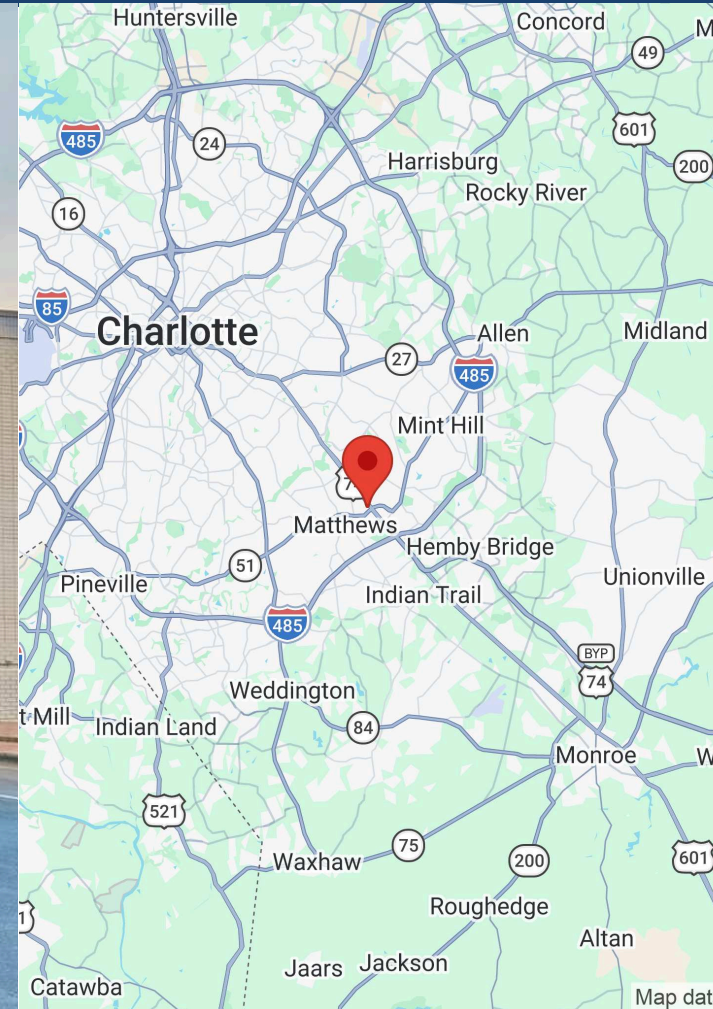 Huntersville
Concord
49
M
485
24
601
Harrisburg
200
Rocky River
16
85
Charlotte
Allen
Midland
27
485
Mint Hill
7
Matthews
Hemby Bridge
51
Pineville
Indian Trail
Unionville
485
BYP
74
Weddington
t Mill
Indian Land
84
Monroe
W
521
75
Waxhaw
200
601
Roughedge
1
Altan
Jaars
Jackson
Catawba
Map dat